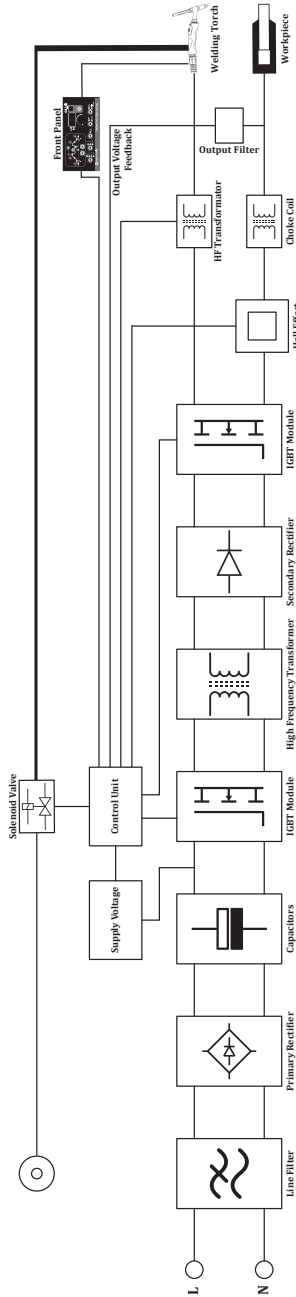 Solenoid Valve
Front Panel
Welding Torch
Supply Voltage
Control Unit
Output Voltage
Feedback
Output Filter
L
N
Line Filter
Primary Rectifier
Capacitors
IGBT Module
High Frequency Transformer
Secondary Rectifier
IGBT Module
HF Transformator
Choke Coil
Workpiece